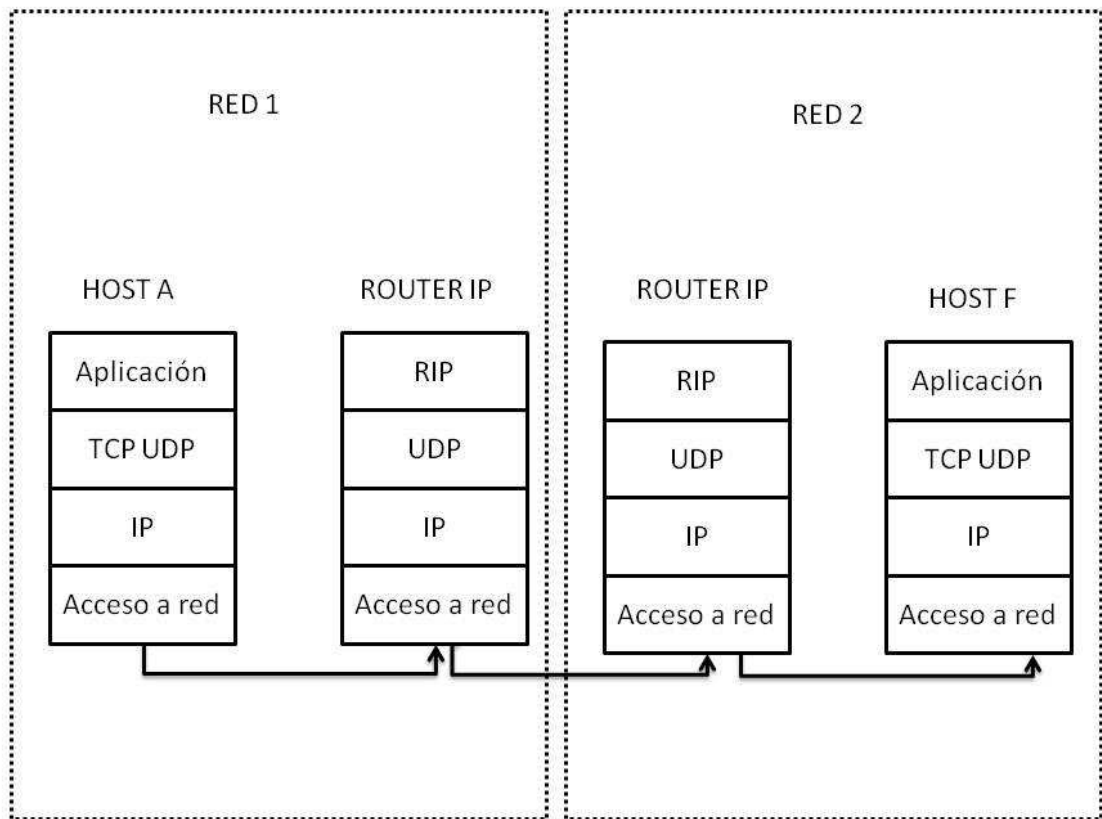 RED 1
RED 2
HOST A
ROUTER IP
ROUTER IP
HOST F
Aplicación
TCP UDP
IP
Acceso a red
RIP
UDP
IP
Acceso a red
RIP
UDP
IP
Acceso a red
Aplicación
TCP UDP
IP
Acceso a red